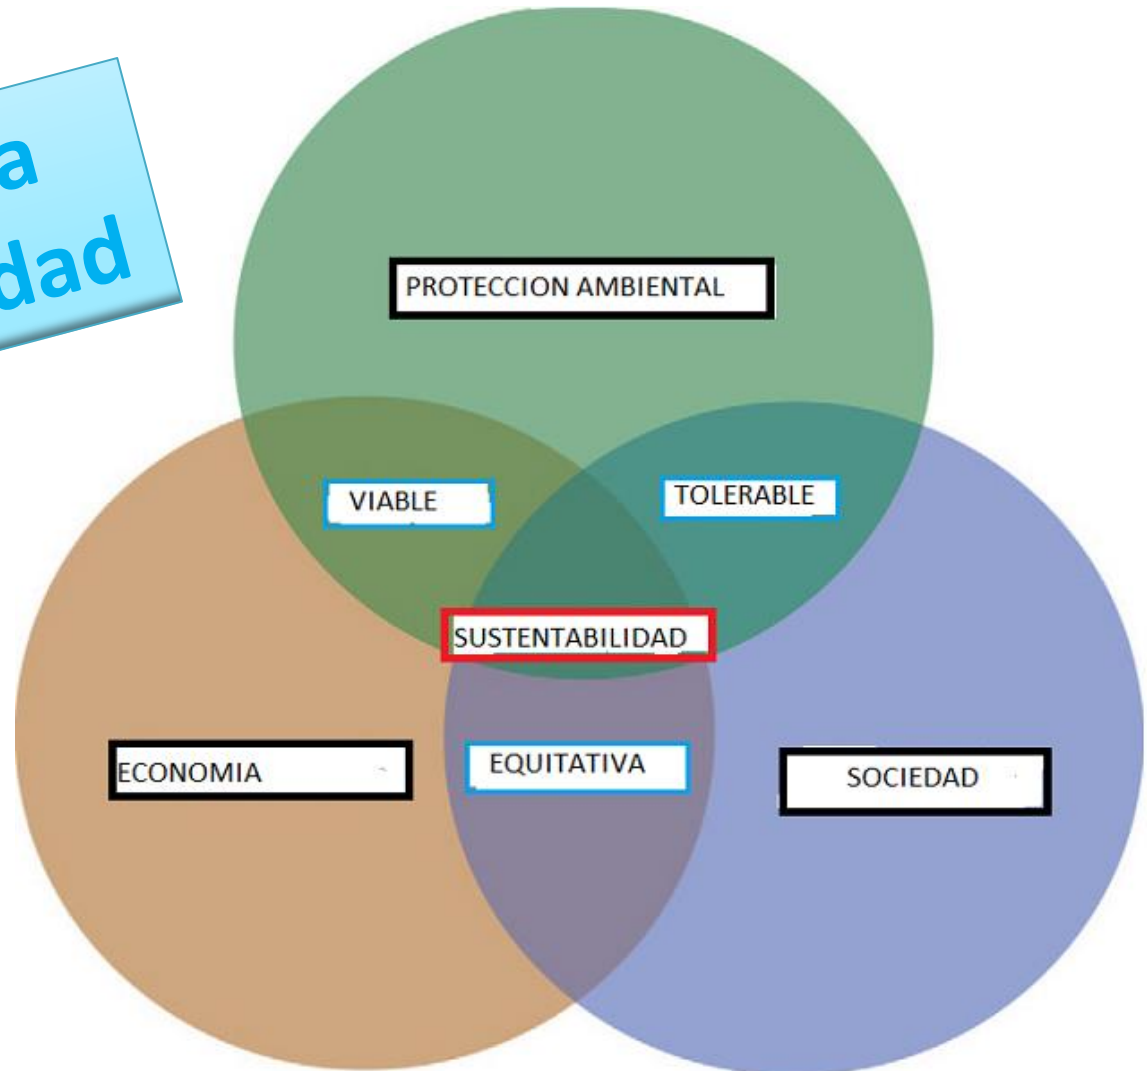 a
dad
PROTECCION AMBIENTAL
VIABLE
TOLERABLE
SUSTENTABILIDAD
ECONOMIA
EQUITATIVA
SOCIEDAD